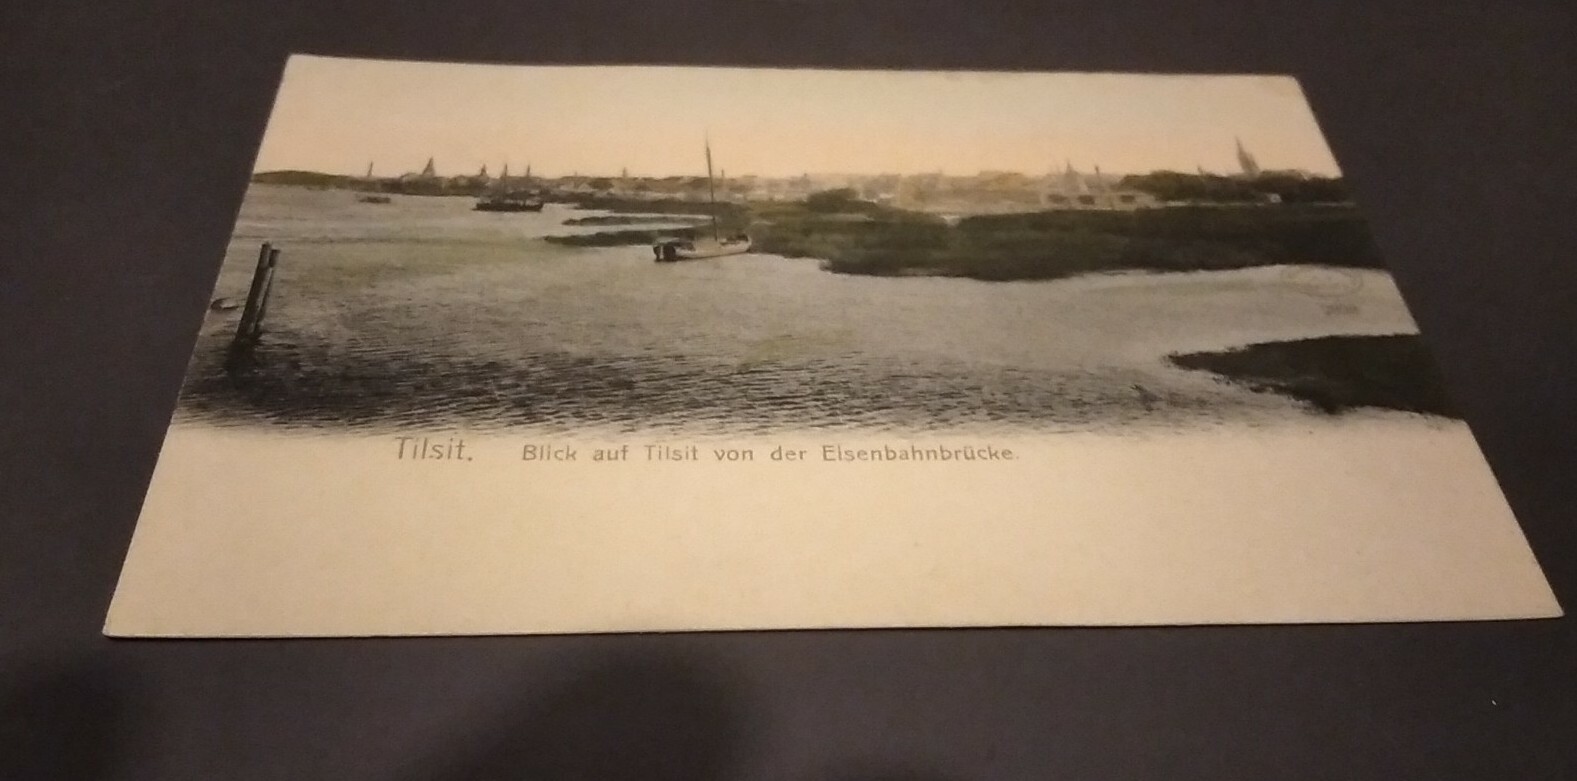 Tilsit. Blick auf Tilsit von der Eisenbahnbrücke.